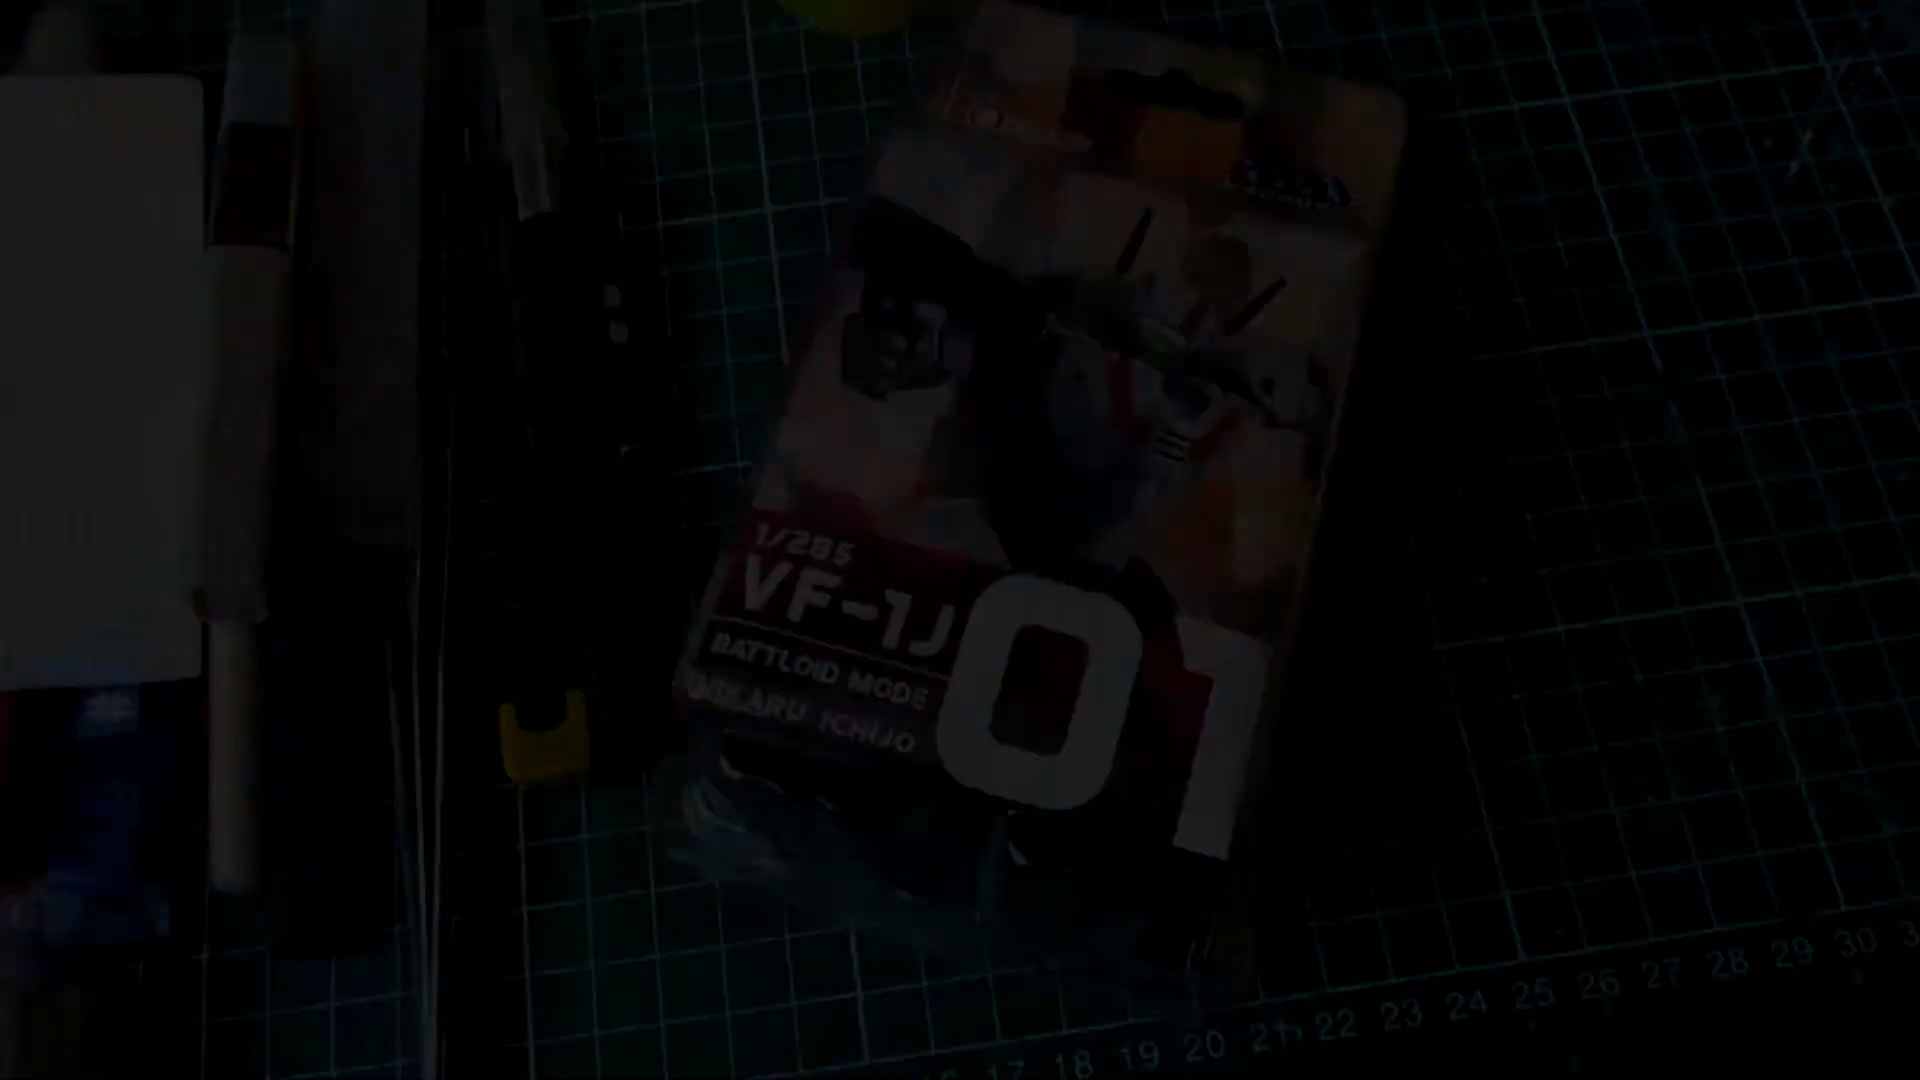 1/285
VF-1J
BATTLOID MODE
HIKARU ICHIJO
01
17 18 19 20 21 22 23 24 25 26 27 28 29 30